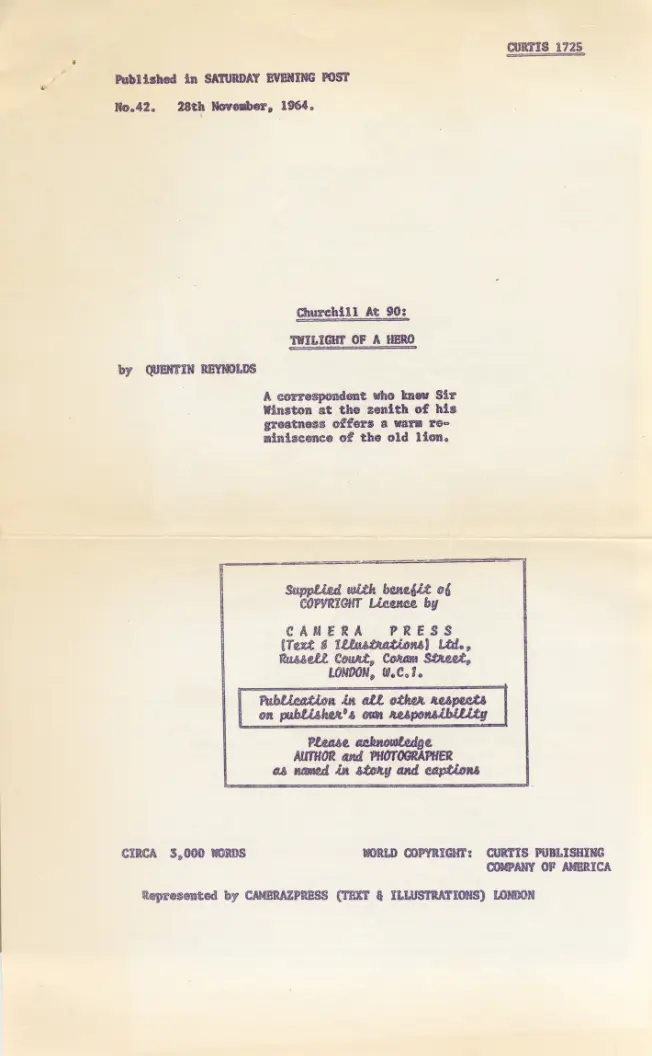 CURTIS 1725
Published in SATURDAY EVENING POST
No.42. 28th November, 1964.
Churchill At 90:
TWILIGHT OF A HERO
by QUENTIN REYNOLDS
A correspondent who knew Sir
Winston at the zenith of his
greatness offers a warm re-
miniscence of the old lion.
Supplied with benefit of
COPYRIGHT Licence by
CAMERA PRESS
(Text & Illustrations) Ltd.,
Russell Court, Coram Street,
LONDON, W.C.1.
Publication in all other respects
on publisher's own responsibility
Please acknowledge
AUTHOR and PHOTOGRAPHER
as named in story and captions
CIRCA 3,000 WORDS WORLD COPYRIGHT: CURTIS PUBLISHING
COMPANY OF AMERICA
Represented by CAMERAZPRESS (TEXT & ILLUSTRATIONS) LONDON